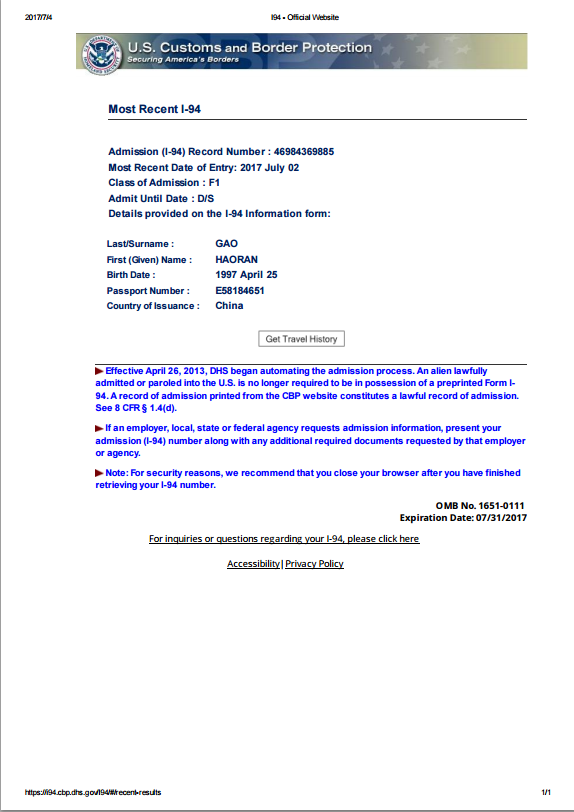 2017/7/4 I94 - Official Website
U.S. Customs and Border Protection
Securing America's Borders
Most Recent I-94
Admission (I-94) Record Number : 46984369885
Most Recent Date of Entry: 2017 July 02
Class of Admission : F1
Admit Until Date : D/S
Details provided on the I-94 Information form:
Last/Surname : GAO
First (Given) Name : HAORAN
Birth Date : 1997 April 25
Passport Number : E58184651
Country of Issuance : China
Get Travel History
► Effective April 26, 2013, DHS began automating the admission process. An alien lawfully
admitted or paroled into the U.S. is no longer required to be in possession of a preprinted Form I-
94. A record of admission printed from the CBP website constitutes a lawful record of admission.
See 8 CFR § 1.4(d).
► If an employer, local, state or federal agency requests admission information, present your
admission (I-94) number along with any additional required documents requested by that employer
or agency.
► Note: For security reasons, we recommend that you close your browser after you have finished
retrieving your I-94 number.
OMB No. 1651-0111
Expiration Date: 07/31/2017
For inquiries or questions regarding your I-94, please click here
Accessibility | Privacy Policy
https://i94.cbp.dhs.gov/I94/#/recent-results 1/1